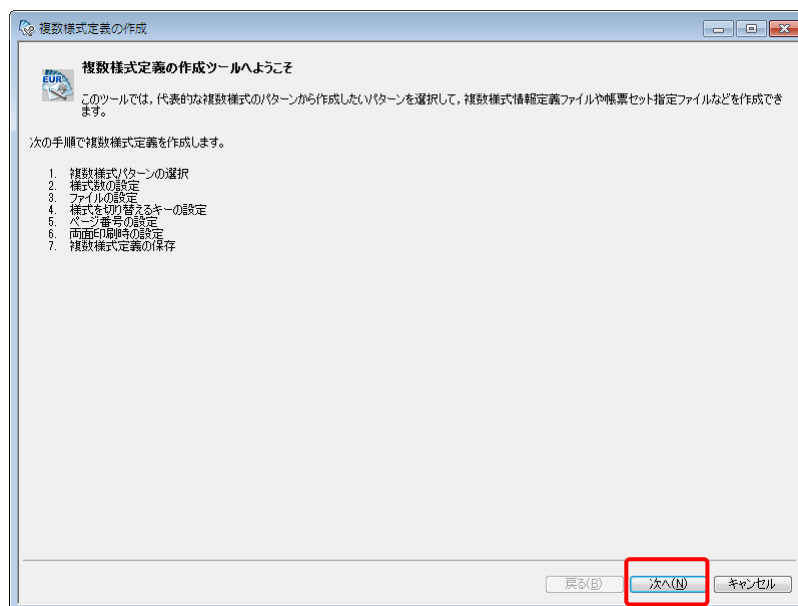 複数様式定義の作成
EUR
複数様式定義の作成ツールへようこそ
このツールでは，代表的な複数様式のパターンから作成したいパターンを選択して，複数様式情報定義ファイルや帳票セット指定ファイルなどを作成でき
ます。
次の手順で複数様式定義を作成します。
1. 複数様式パターンの選択
2. 様式数の設定
3. ファイルの設定
4. 様式を切り替えるキーの設定
5. ページ番号の設定
6. 両面印刷時の設定
7. 複数様式定義の保存
戻る(B) 次へ(N) キャンセル